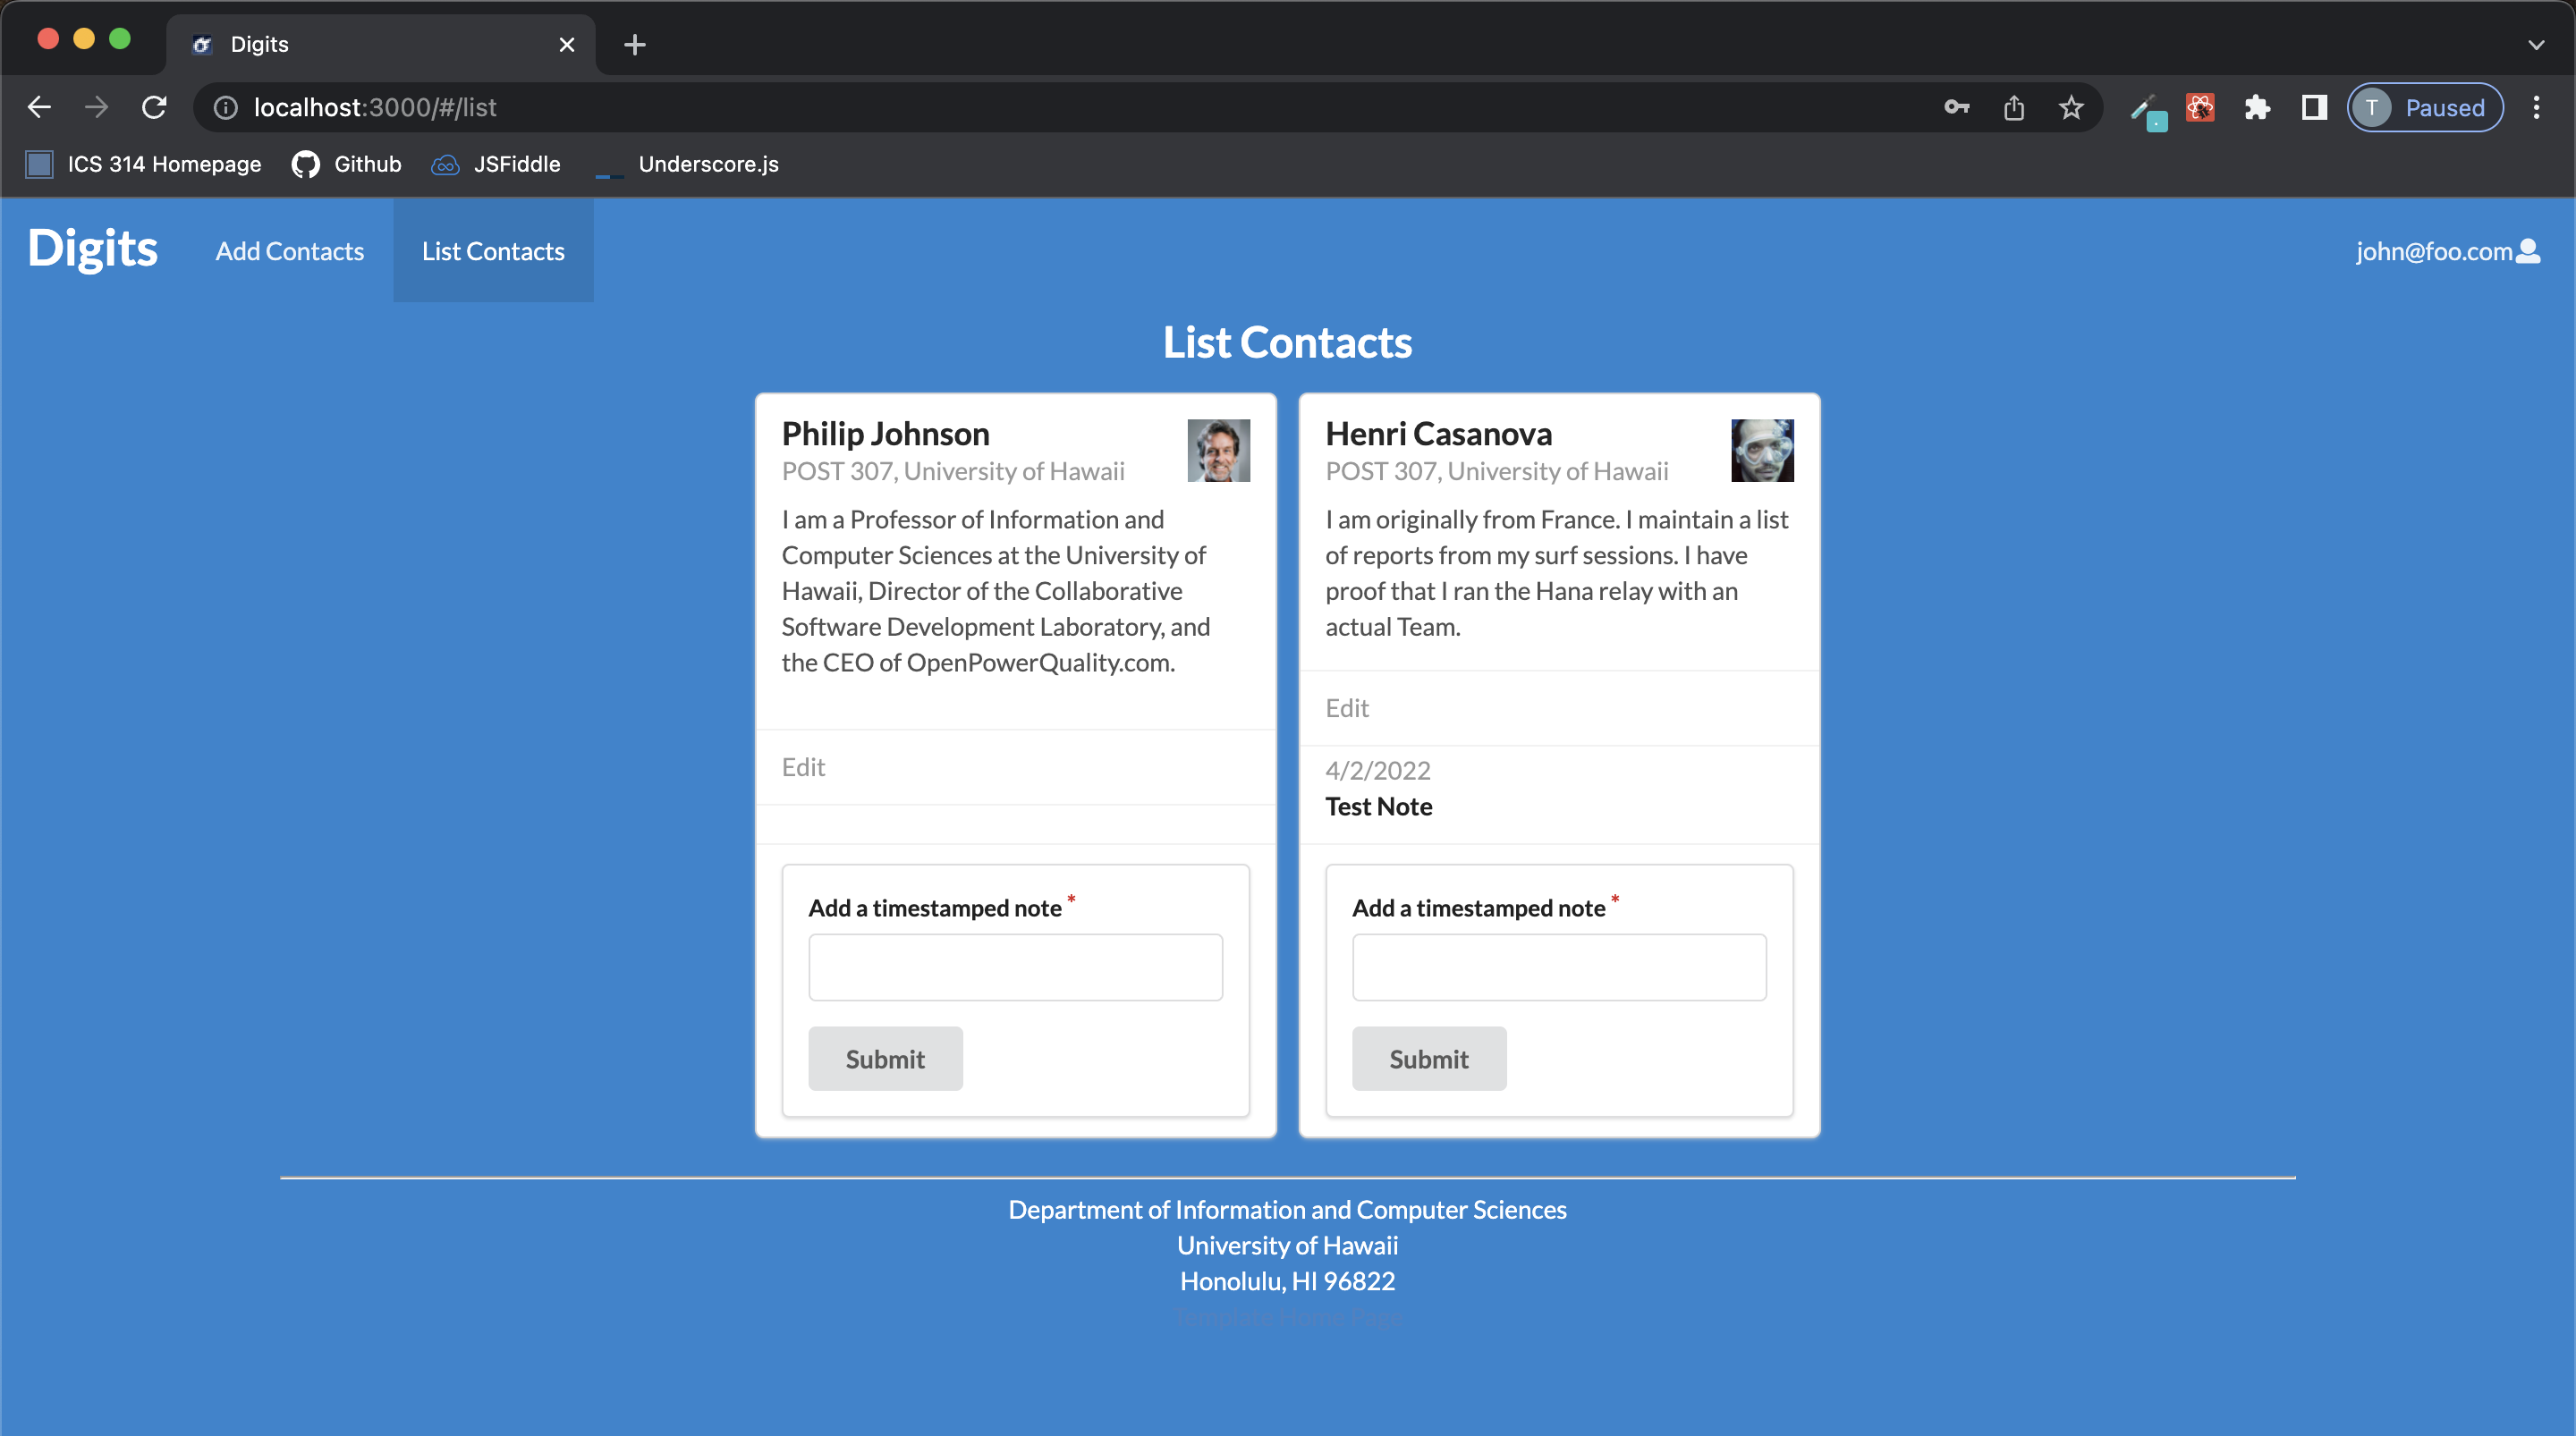 Digits
localhost:3000/#/list
T Paused
ICS 314 Homepage Github JSFiddle Underscore.js
Digits Add Contacts List Contacts john@foo.com
List Contacts
Philip Johnson
POST 307, University of Hawaii
I am a Professor of Information and
Computer Sciences at the University of
Hawaii, Director of the Collaborative
Software Development Laboratory, and
the CEO of OpenPowerQuality.com.
Edit
Add a timestamped note *
Submit
Henri Casanova
POST 307, University of Hawaii
I am originally from France. I maintain a list
of reports from my surf sessions. I have
proof that I ran the Hana relay with an
actual Team.
Edit
4/2/2022
Test Note
Add a timestamped note *
Submit
Department of Information and Computer Sciences
University of Hawaii
Honolulu, HI 96822
Template Home Page